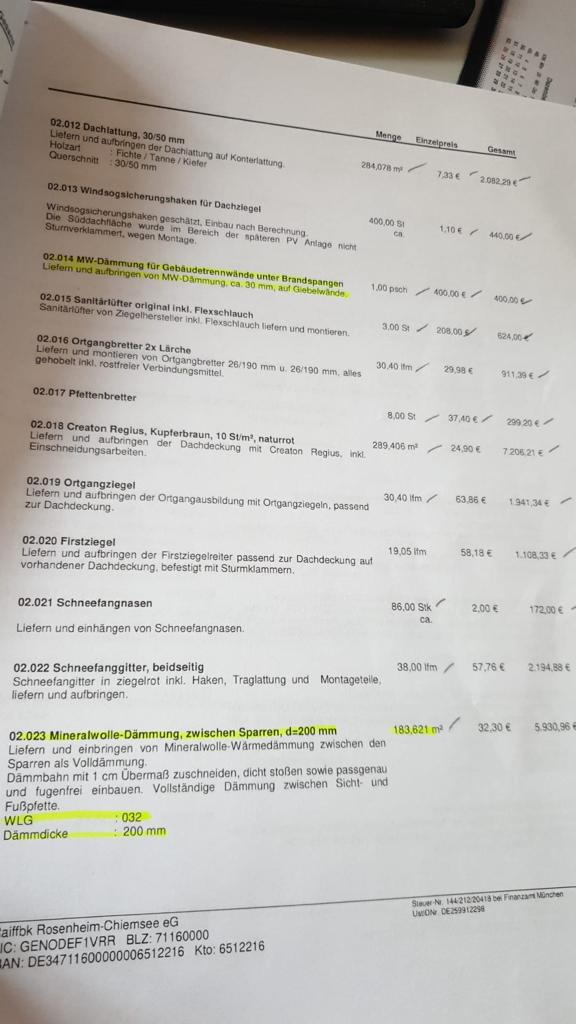 Menge Einzelpreis Gesamt
02.012 Dachlattung, 30/50 mm
Liefern und aufbringen der Dachlattung auf Konterlattung.
Holzart : Fichte / Tanne / Kiefer
Querschnitt : 30/50 mm
284,078 m² 7,33 € 2.082,29 €
02.013 Windsogsicherungshaken für Dachziegel
Windsogsicherungshaken geschätzt, Einbau nach Berechnung.
Die Süddachfläche wurde im Bereich der späteren PV Anlage nicht
Sturnverklammert, wegen Montage.
400,00 St 1,10 € 440,00 €
ca.
02.014 MW-Dämmung für Gebäudetrennwände unter Brandspangen
Liefern und aufbringen von MW-Dämmung, ca. 30 mm, auf Giebelwände.
1,00 psch 400,00 € 400,00 €
02.015 Sanitärlüfter original inkl. Flexschlauch
Sanitärlüfter von Ziegelhersteller inkl. Flexschlauch liefern und montieren.
3,00 St 208,00 € 624,00 €
02.016 Ortgangbretter 2x Lärche
Liefern und montieren von Ortgangbretter 26/190 mm u. 26/190 mm, alles
gehobelt inkl. rostfreier Verbindungsmittel.
30,40 lfm 29,98 € 911,39 €
02.017 Pfettenbretter
8,00 St 37,40 € 299,20 €
02.018 Creaton Regius, Kupferbraun, 10 St/m², naturrot
Liefern und aufbringen der Dachdeckung mit Creaton Regius, inkl.
Einschneidungsarbeiten.
289,406 m² 24,90 € 7.206,21 €
02.019 Ortgangziegel
Liefern und aufbringen der Ortgangausbildung mit Ortgangziegeln, passend
zur Dachdeckung.
30,40 lfm 63,86 € 1.941,34 €
02.020 Firstziegel
Liefern und aufbringen der Firstziegelreiter passend zur Dachdeckung auf
vorhandener Dachdeckung, befestigt mit Sturmklammern.
19,05 lfm 58,18 € 1.108,33 €
02.021 Schneefangnasen
86,00 Stk 2,00 € 172,00 €
ca.
Liefern und einhängen von Schneefangnasen.
02.022 Schneefanggitter, beidseitig
Schneefangitter in ziegelrot inkl. Haken, Traglattung und Montageteile,
liefern und aufbringen.
38,00 lfm 57,76 € 2.194,88 €
02.023 Mineralwolle-Dämmung, zwischen Sparren, d=200 mm
183,621 m² 32,30 € 5.930,96 €
Liefern und einbringen von Mineralwolle-Wärmedämmung zwischen den
Sparren als Volldämmung.
Dämmbahn mit 1 cm Übermaß zuschneiden, dicht stoßen sowie passgenau
und fugenfrei einbauen. Vollständige Dämmung zwischen Sicht- und
Fußpfette.
WLG : 032
Dämmdicke : 200 mm
Steuer-Nr. 144/212/20418 bei Finanzamt München
UstIDNr. DE259912298
aiffbk Rosenheim-Chiemsee eG
IC: GENODEF1VRR BLZ: 71160000
AN: DE34711600000006512216 Kto: 6512216